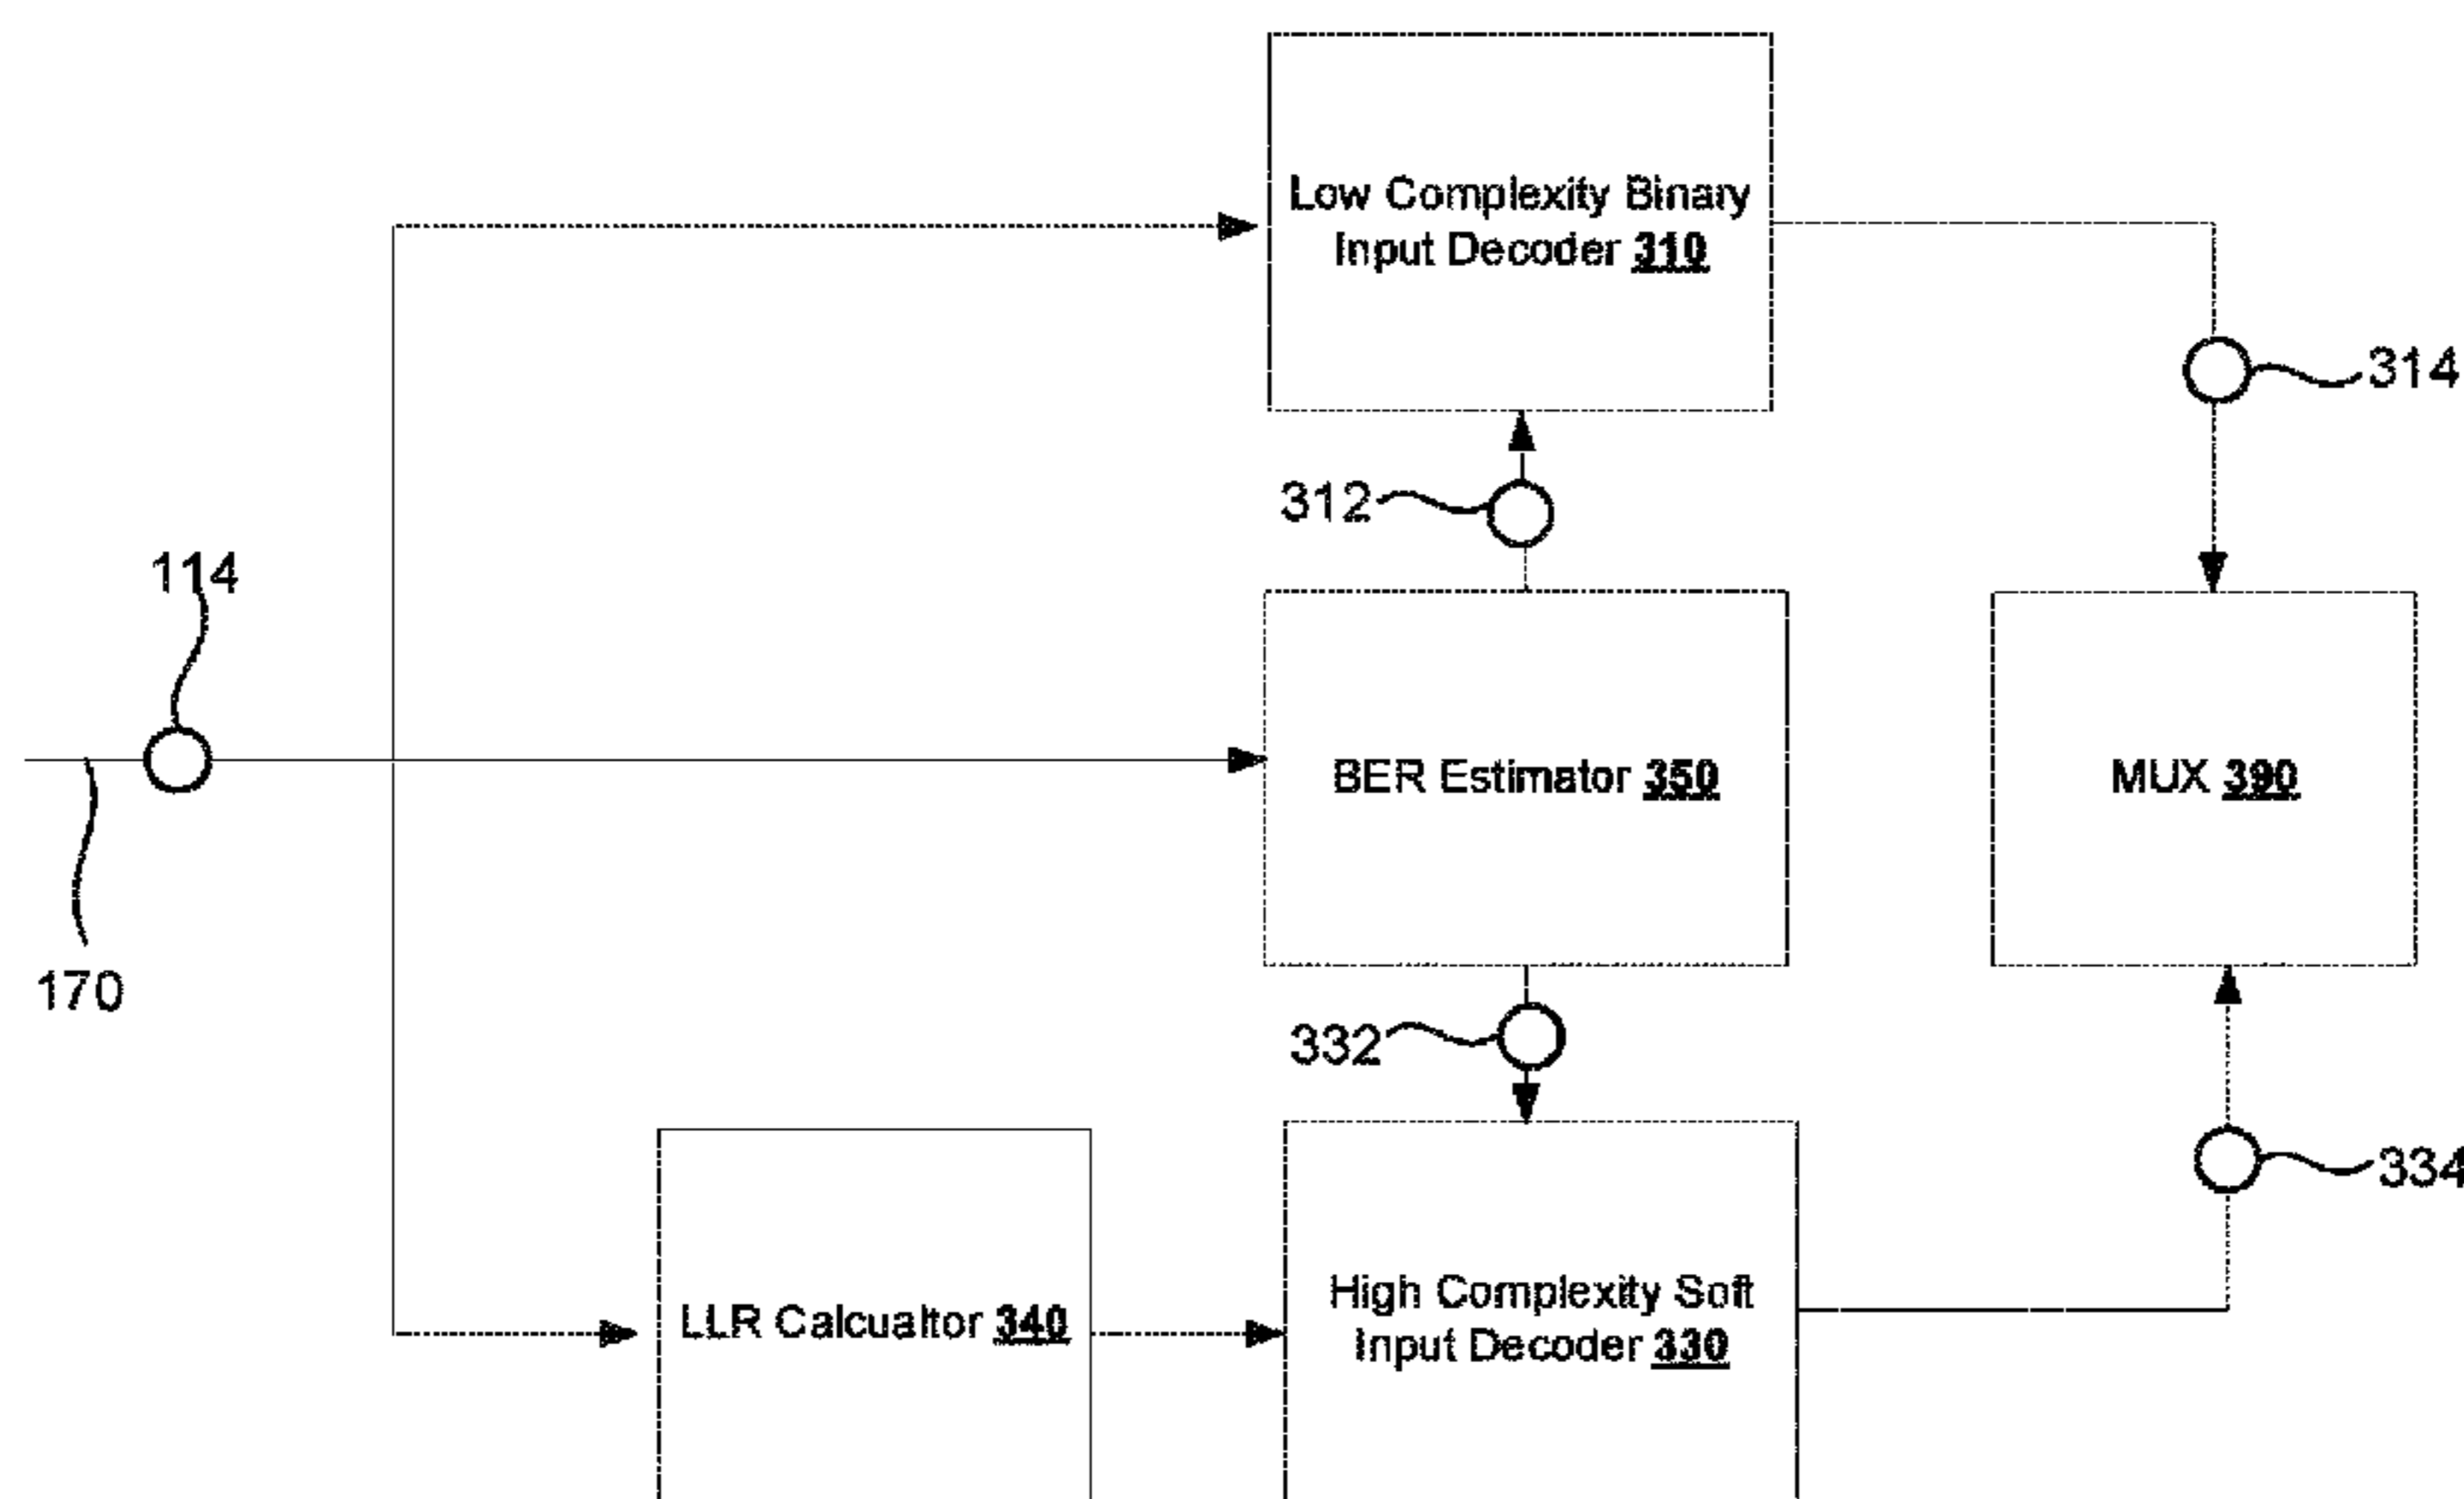 Low Complexity Binary
Input Decoder 310
314
312
114
BER Estimator 350
MUX 390
170
332
334
LLR Calcualtor 340
High Complexity Soft
Input Decoder 330